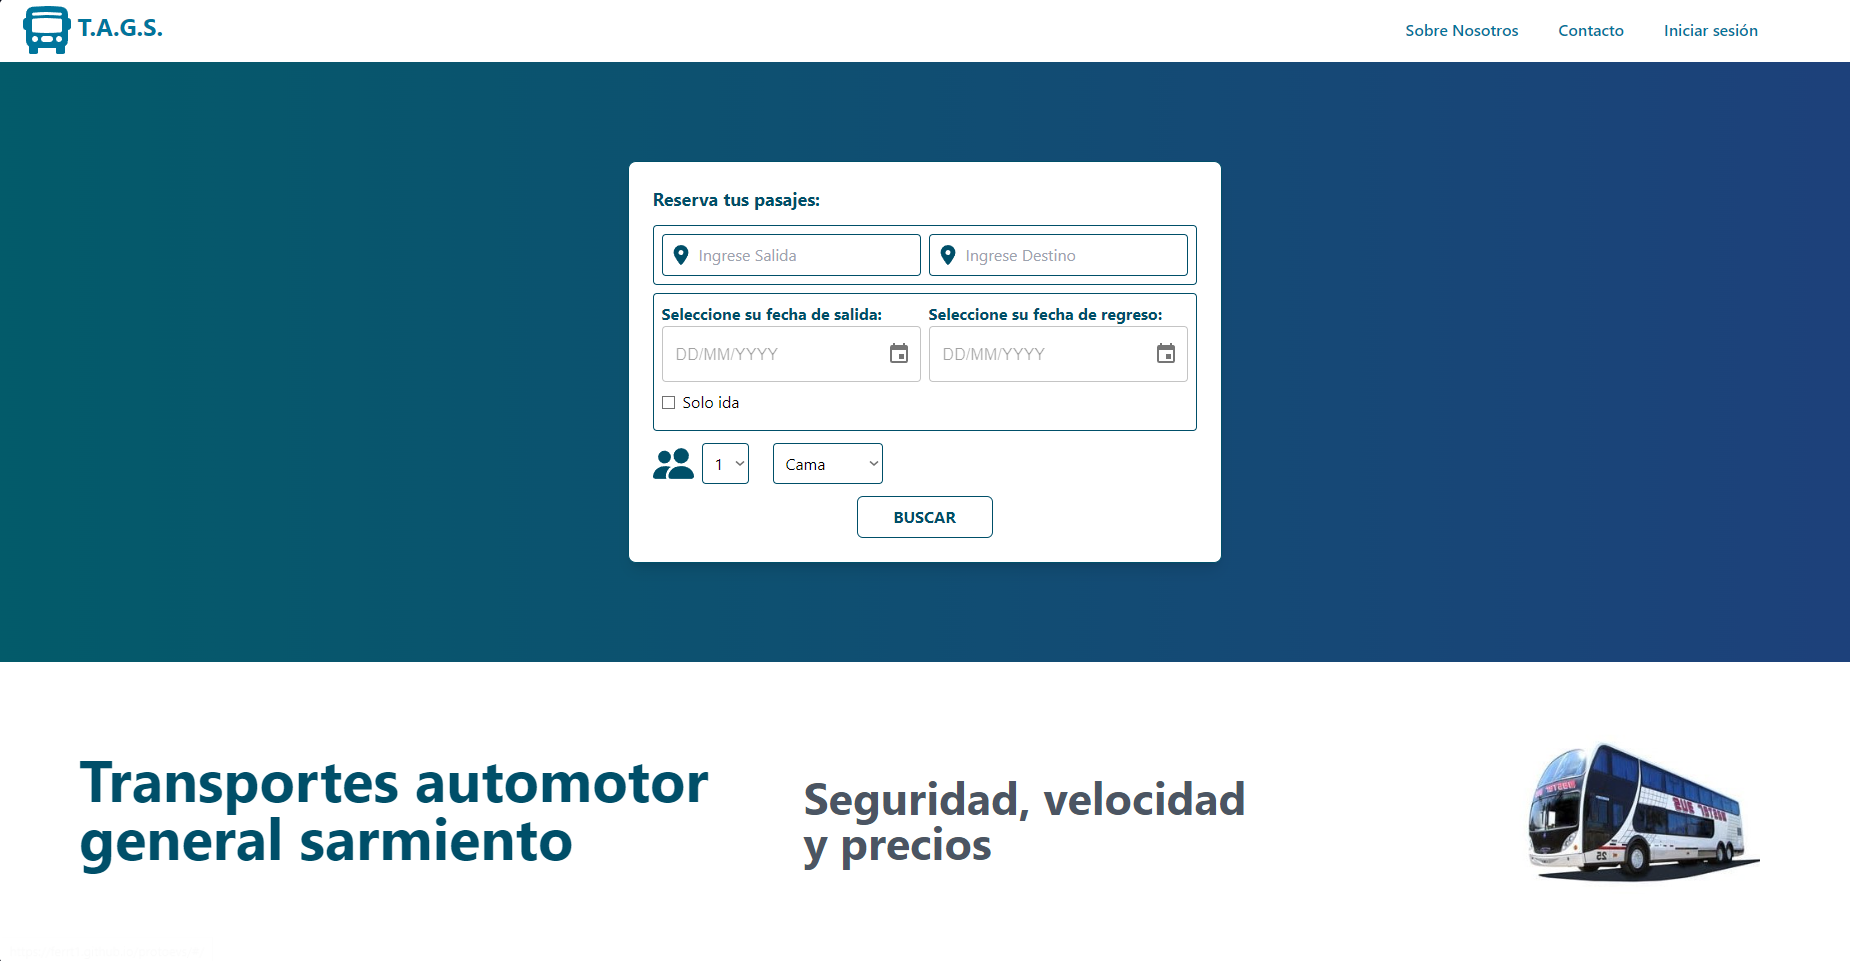 T.A.G.S.
Sobre Nosotros Contacto Iniciar sesión
Reserva tus pasajes:
Ingrese Salida Ingrese Destino
Seleccione su fecha de salida: Seleccione su fecha de regreso:
DD/MM/YYYY DD/MM/YYYY
Solo ida
1 Cama
BUSCAR
Transportes automotor
general sarmiento
Seguridad, velocidad
y precios